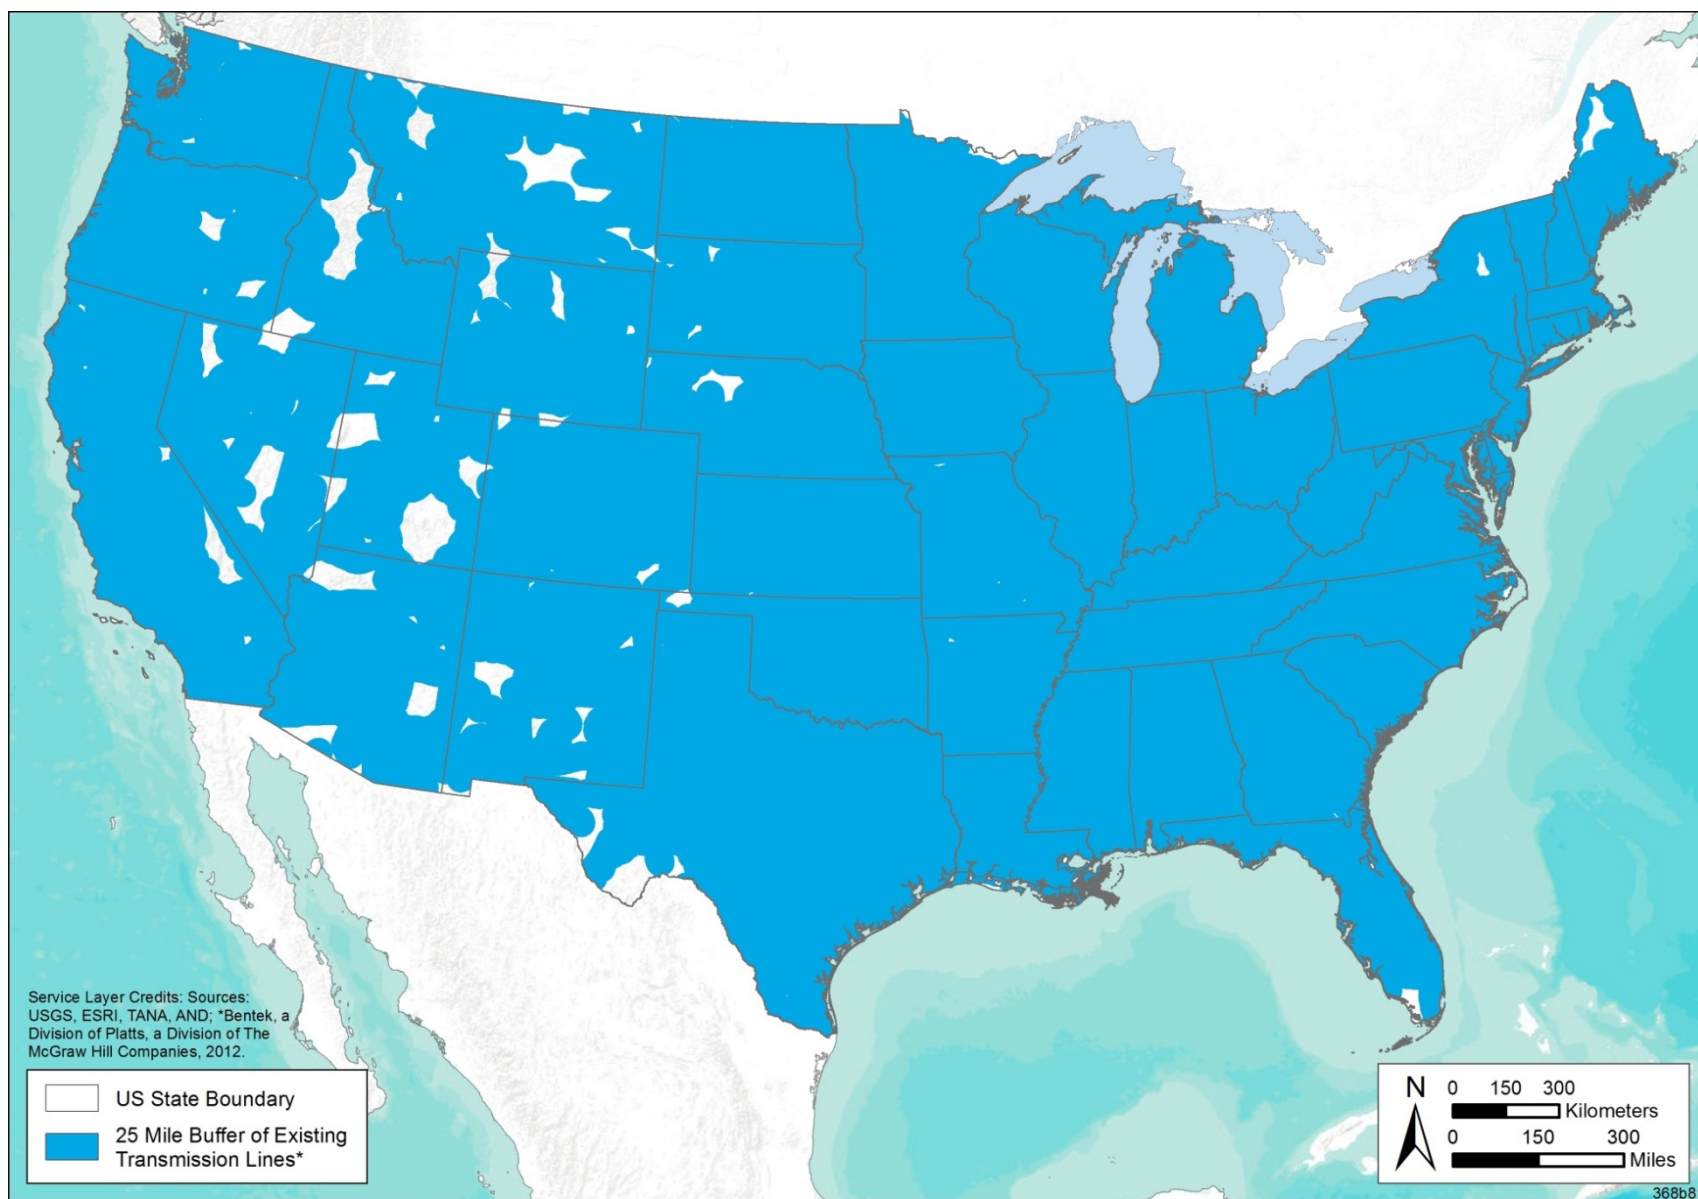 Service Layer Credits: Sources:
USGS, ESRI, TANA, AND; *Bentek, a
Division of Platts, a Division of The
McGraw Hill Companies, 2012.
US State Boundary
25 Mile Buffer of Existing
Transmission Lines*
N
0 150 300
Kilometers
0 150 300
Miles
368b8